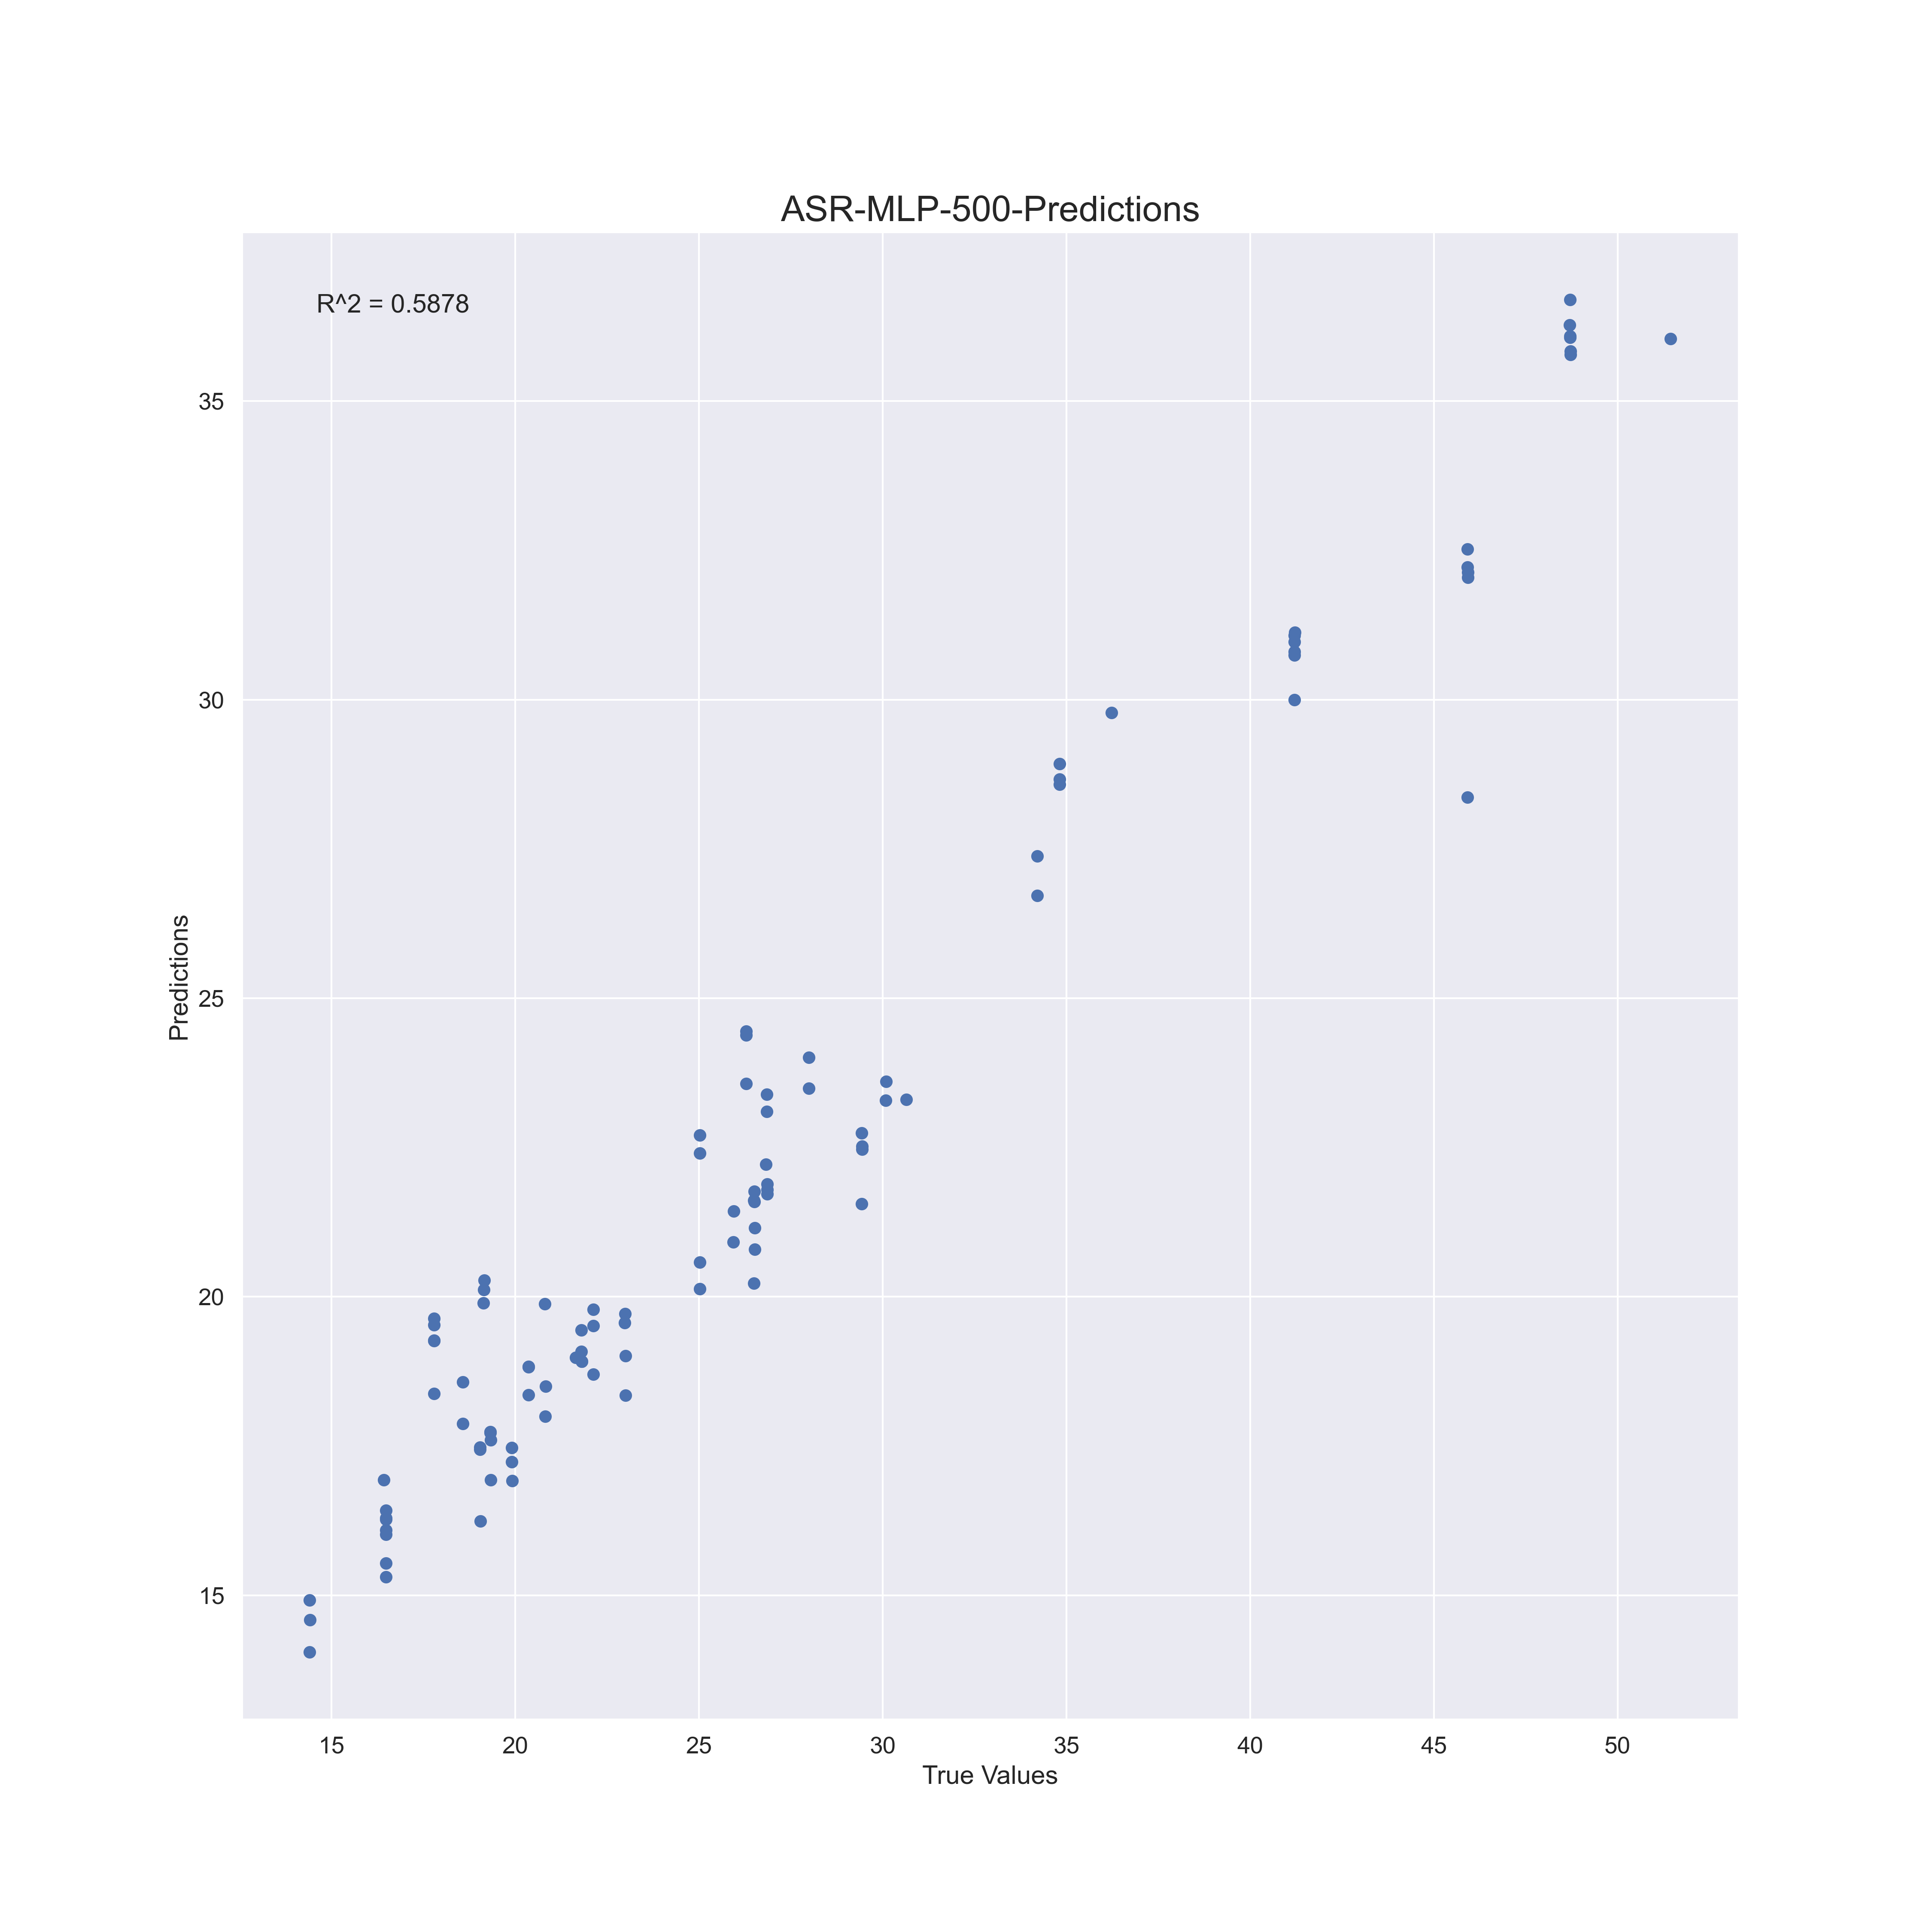 ASR-MLP-500-Predictions
R^2 = 0.5878
Predictions
35
30
25
20
15
15 20 25 30 35 40 45 50
True Values